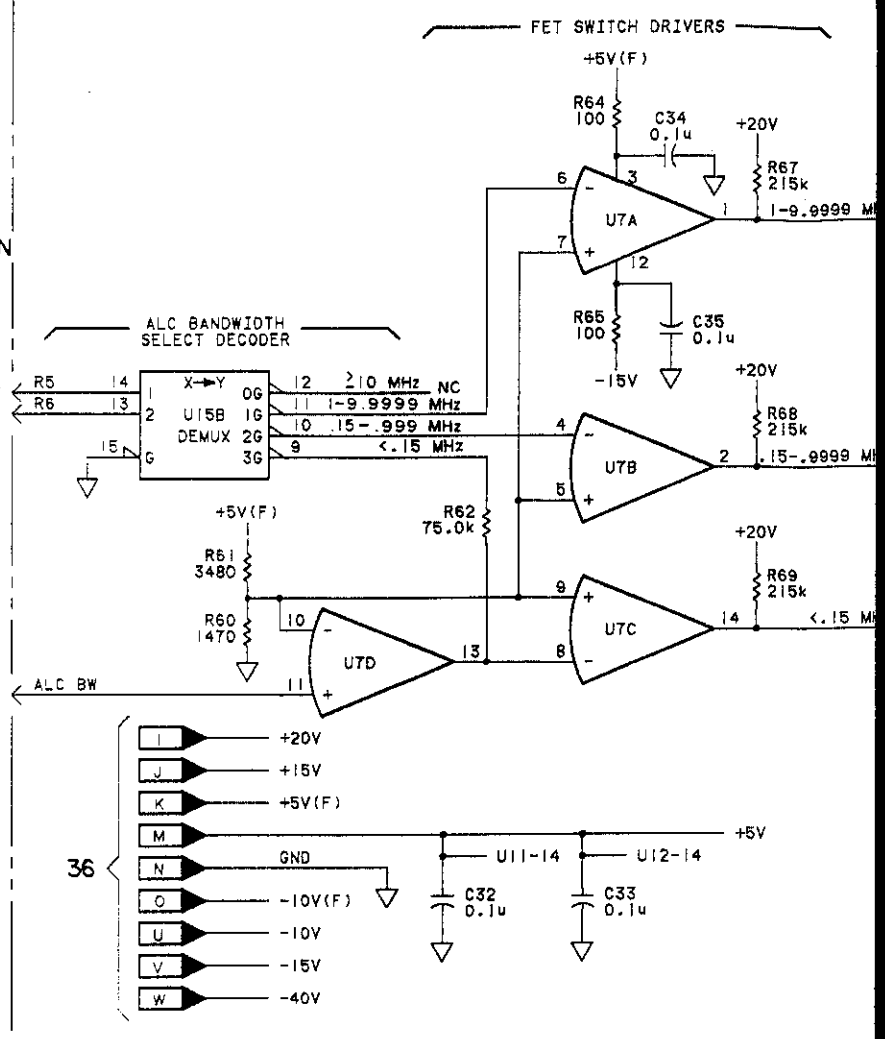 FET SWITCH DRIVERS
+5V(F)
R64
100
C34
0.1u
+20V
R67
215k
6
-
3
U7A
1
1-9.9999 M
7
+
12
N
R65
100
C35
0.1u
-15V
ALC BANDWIDTH
SELECT DECODER
R5
14
1
X→Y
0G
12
≥10 MHz
NC
R6
13
2
U15B
1G
11
1-9.9999 MHz
DEMUX
2G
10
.15-.999 MHz
15
G
3G
9
<.15 MHz
+20V
R68
215k
4
-
U7B
2
.15-.9999 M
5
+
+5V(F)
R62
75.0k
R61
3480
+20V
R69
215k
9
+
U7C
14
<.15 M
8
-
R60
1470
10
-
U7D
13
11
+
ALC BW
36
I
+20V
J
+15V
K
+5V(F)
M
+5V
N
GND
U11-14
U12-14
C32
0.1u
C33
0.1u
O
-10V(F)
U
-10V
V
-15V
W
-40V